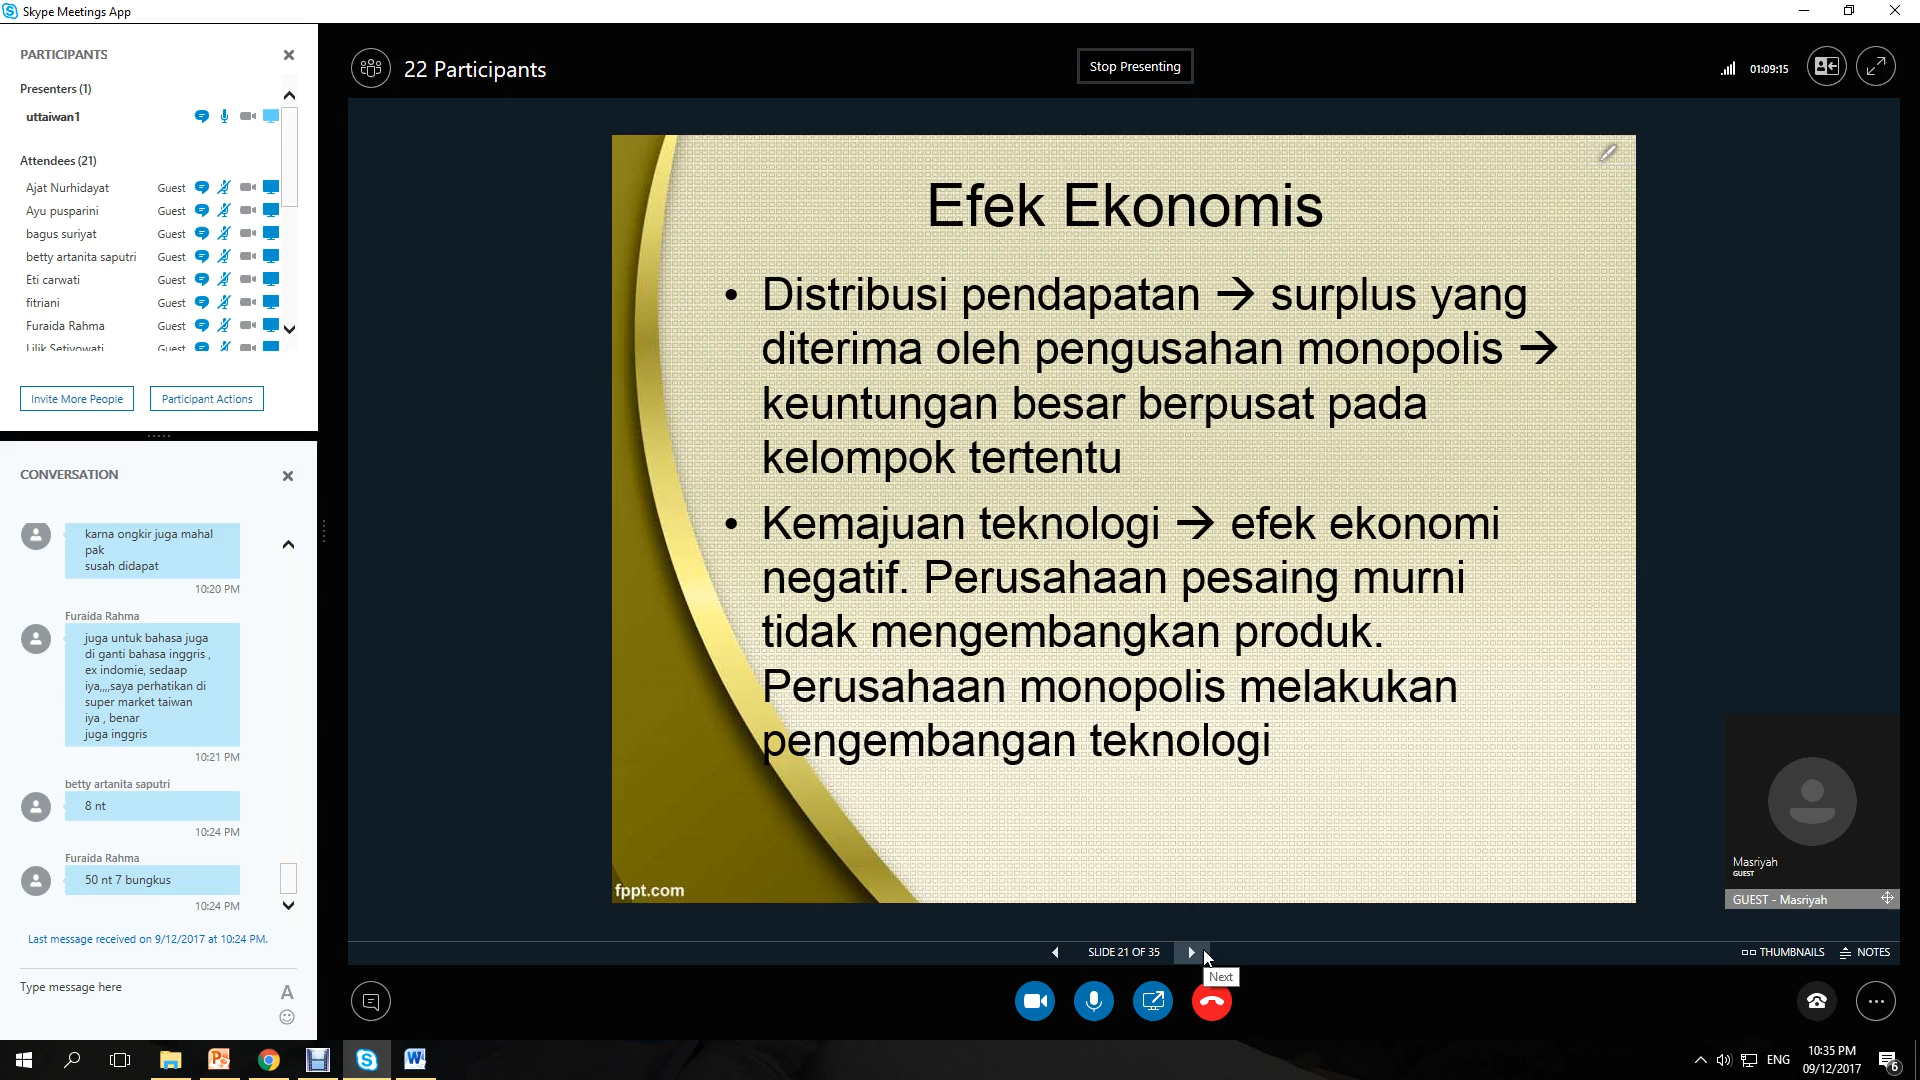 Skype Meetings App
PARTICIPANTS
Presenters (1)
uttaiwan1
Attendees (21)
Ajat Nurhidayat Guest
Ayu pusparini Guest
bagus suriyat Guest
betty artanita saputri Guest
Eti carwati Guest
fitriani Guest
Furaida Rahma Guest
Lilik Setiyowati Guest
Invite More People Participant Actions
CONVERSATION
karna ongkir juga mahal
pak
susah didapat
10:20 PM
Furaida Rahma
juga untuk bahasa juga
di ganti bahasa inggris ,
ex indomie, sedaap
iya,,,,saya perhatikan di
super market taiwan
iya , benar
juga inggris
10:21 PM
betty artanita saputri
8 nt
10:24 PM
Furaida Rahma
50 nt 7 bungkus
10:24 PM
Last message received on 9/12/2017 at 10:24 PM.
Type message here
A
22 Participants
Stop Presenting
01:09:15
Efek Ekonomis
• Distribusi pendapatan → surplus yang
diterima oleh pengusahan monopolis →
keuntungan besar berpusat pada
kelompok tertentu
• Kemajuan teknologi → efek ekonomi
negatif. Perusahaan pesaing murni
tidak mengembangkan produk.
Perusahaan monopolis melakukan
pengembangan teknologi
fppt.com
Masriyah
GUEST
GUEST - Masriyah
SLIDE 21 OF 35
THUMBNAILS NOTES
Next
ENG
10:35 PM
09/12/2017
6